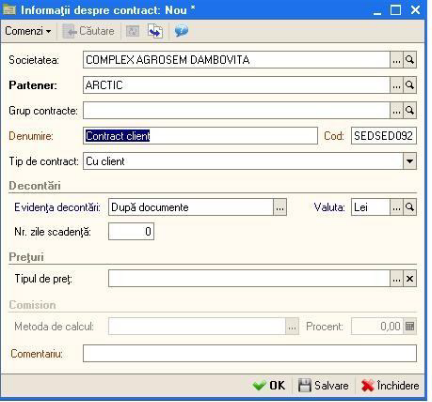 Informaţii despre contract: Nou *
Comenzi Căutare
Societatea: COMPLEX AGROSEM DAMBOVITA ...
Partener: ARCTIC ...
Grup contracte: ...
Denumire: Contract client Cod: SEDSED092
Tip de contract: Cu client
Decontări
Evidenţa decontări: După documente ... Valuta: Lei ...
Nr. zile scadenţă: 0
Preţuri
Tipul de preţ: ... x
Comision
Metoda de calcul: ... Procent: 0,00
Comentariu:
OK Salvare Închidere